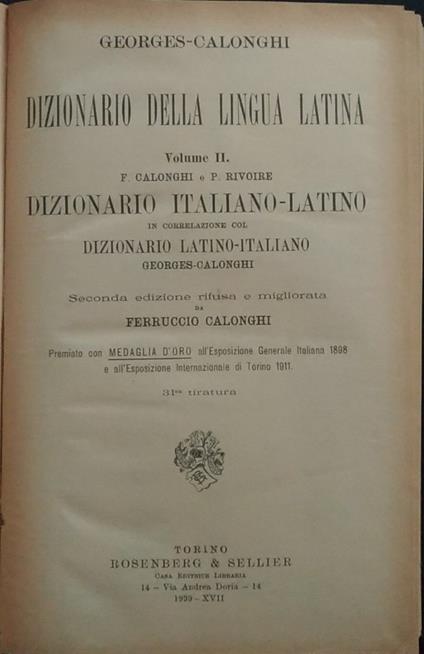 GEORGES-CALONGHI
DIZIONARIO DELLA LINGUA LATINA
Volume II.
F. CALONGHI e P. RIVOIRE
DIZIONARIO ITALIANO-LATINO
IN CORRELAZIONE COL
DIZIONARIO LATINO-ITALIANO
GEORGES-CALONGHI
Seconda edizione rifusa e migliorata
DA
FERRUCCIO CALONGHI
Premiato con MEDAGLIA D'ORO all'Esposizione Generale Italiana 1898
e all'Esposizione Internazionale di Torino 1911.
31ma tiratura
TORINO
ROSENBERG & SELLIER
CASA EDITRICE LIBRARIA
14 – Via Andrea Doria – 14
1939 - XVII